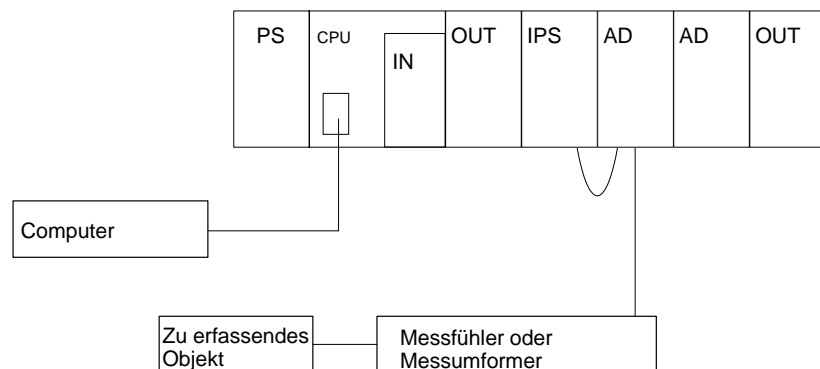 PS CPU IN OUT IPS AD AD OUT
Computer
Zu erfassendes
Objekt
Messfühler oder
Messumformer